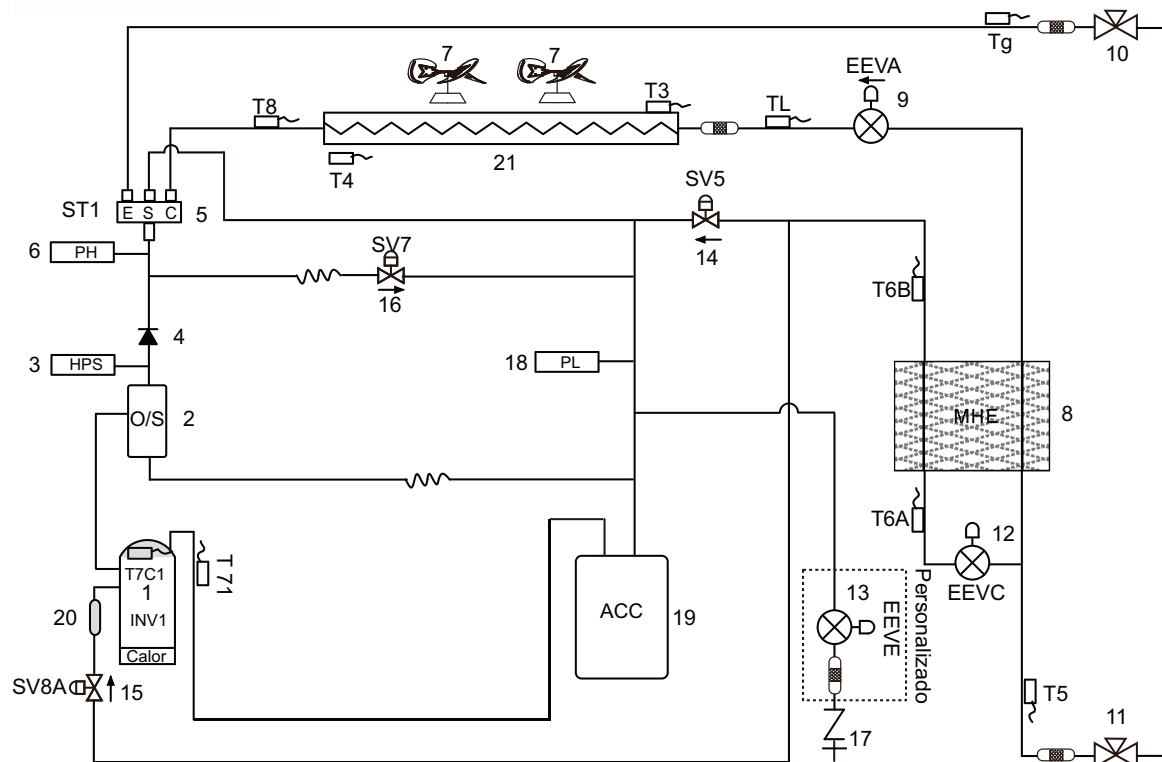 Tg
10
7
7
EEVA
9
T8
T3
TL
T4
21
SV5
ST1
E S C
5
6
PH
SV7
14
16
T6B
4
3
HPS
18
PL
O/S
2
MHE
8
T6A
12
EEVC
T7C1
1
INV1
Calor
T 71
20
ACC
19
13
EEVE
Personalizado
SV8A
15
T5
17
11